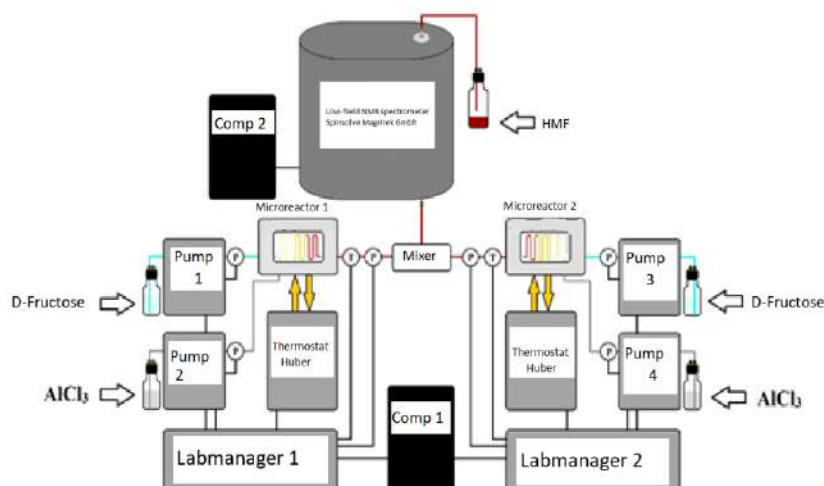 Low-field NMR spectrometer
Spinsolve Magritek GmbH
Comp 2
HMF
Microreactor 1
Microreactor 2
Pump
1
P
T
P
Mixer
P
T
P
Pump
3
D-Fructose
D-Fructose
Pump
2
P
Thermostat
Huber
Thermostat
Huber
P
Pump
4
AlCl₃
AlCl₃
Comp 1
Labmanager 1
Labmanager 2